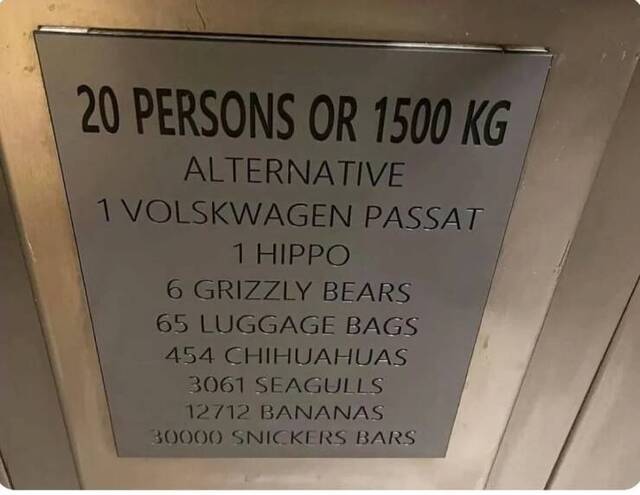 20 PERSONS OR 1500 KG
ALTERNATIVE
1 VOLSKWAGEN PASSAT
1 HIPPO
6 GRIZZLY BEARS
65 LUGGAGE BAGS
454 CHIHUAHUAS
3061 SEAGULLS
12712 BANANAS
30000 SNICKERS BARS